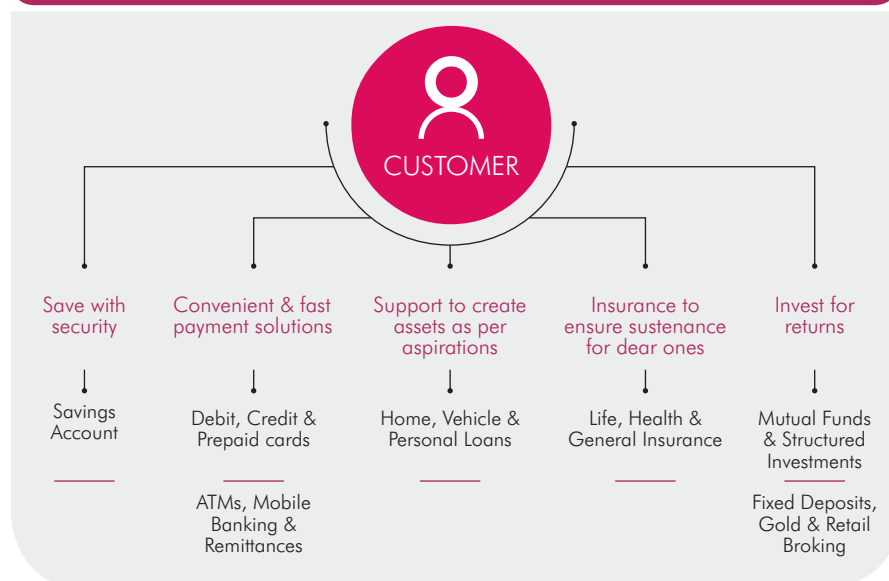 CUSTOMER
Save with
security
Convenient & fast
payment solutions
Support to create
assets as per
aspirations
Insurance to
ensure sustenance
for dear ones
Invest for
returns
Savings
Account
Debit, Credit &
Prepaid cards
Home, Vehicle &
Personal Loans
Life, Health &
General Insurance
Mutual Funds
& Structured
Investments
ATMs, Mobile
Banking &
Remittances
Fixed Deposits,
Gold & Retail
Broking